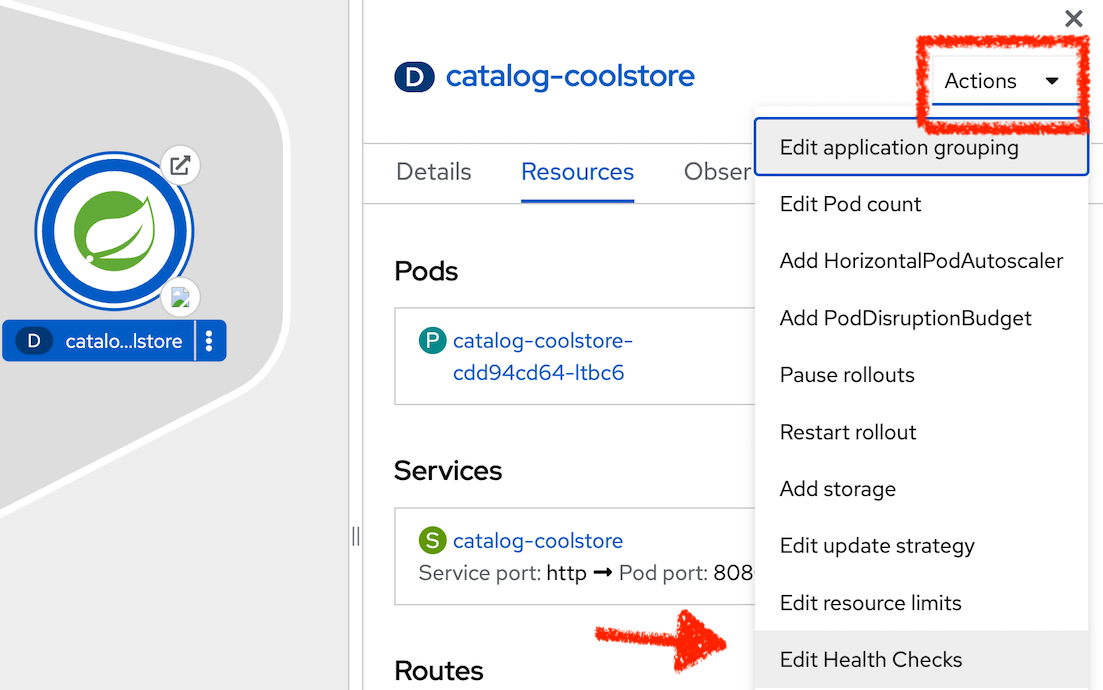 D catalog-coolstore
Actions
Details Resources Obser
Edit application grouping
Edit Pod count
Add HorizontalPodAutoscaler
Add PodDisruptionBudget
Pause rollouts
Restart rollout
Add storage
Edit update strategy
Edit resource limits
Edit Health Checks
Pods
P catalog-coolstore-
cdd94cd64-ltbc6
Services
S catalog-coolstore
Service port: http ➞ Pod port: 808
Routes
D catalo...lstore